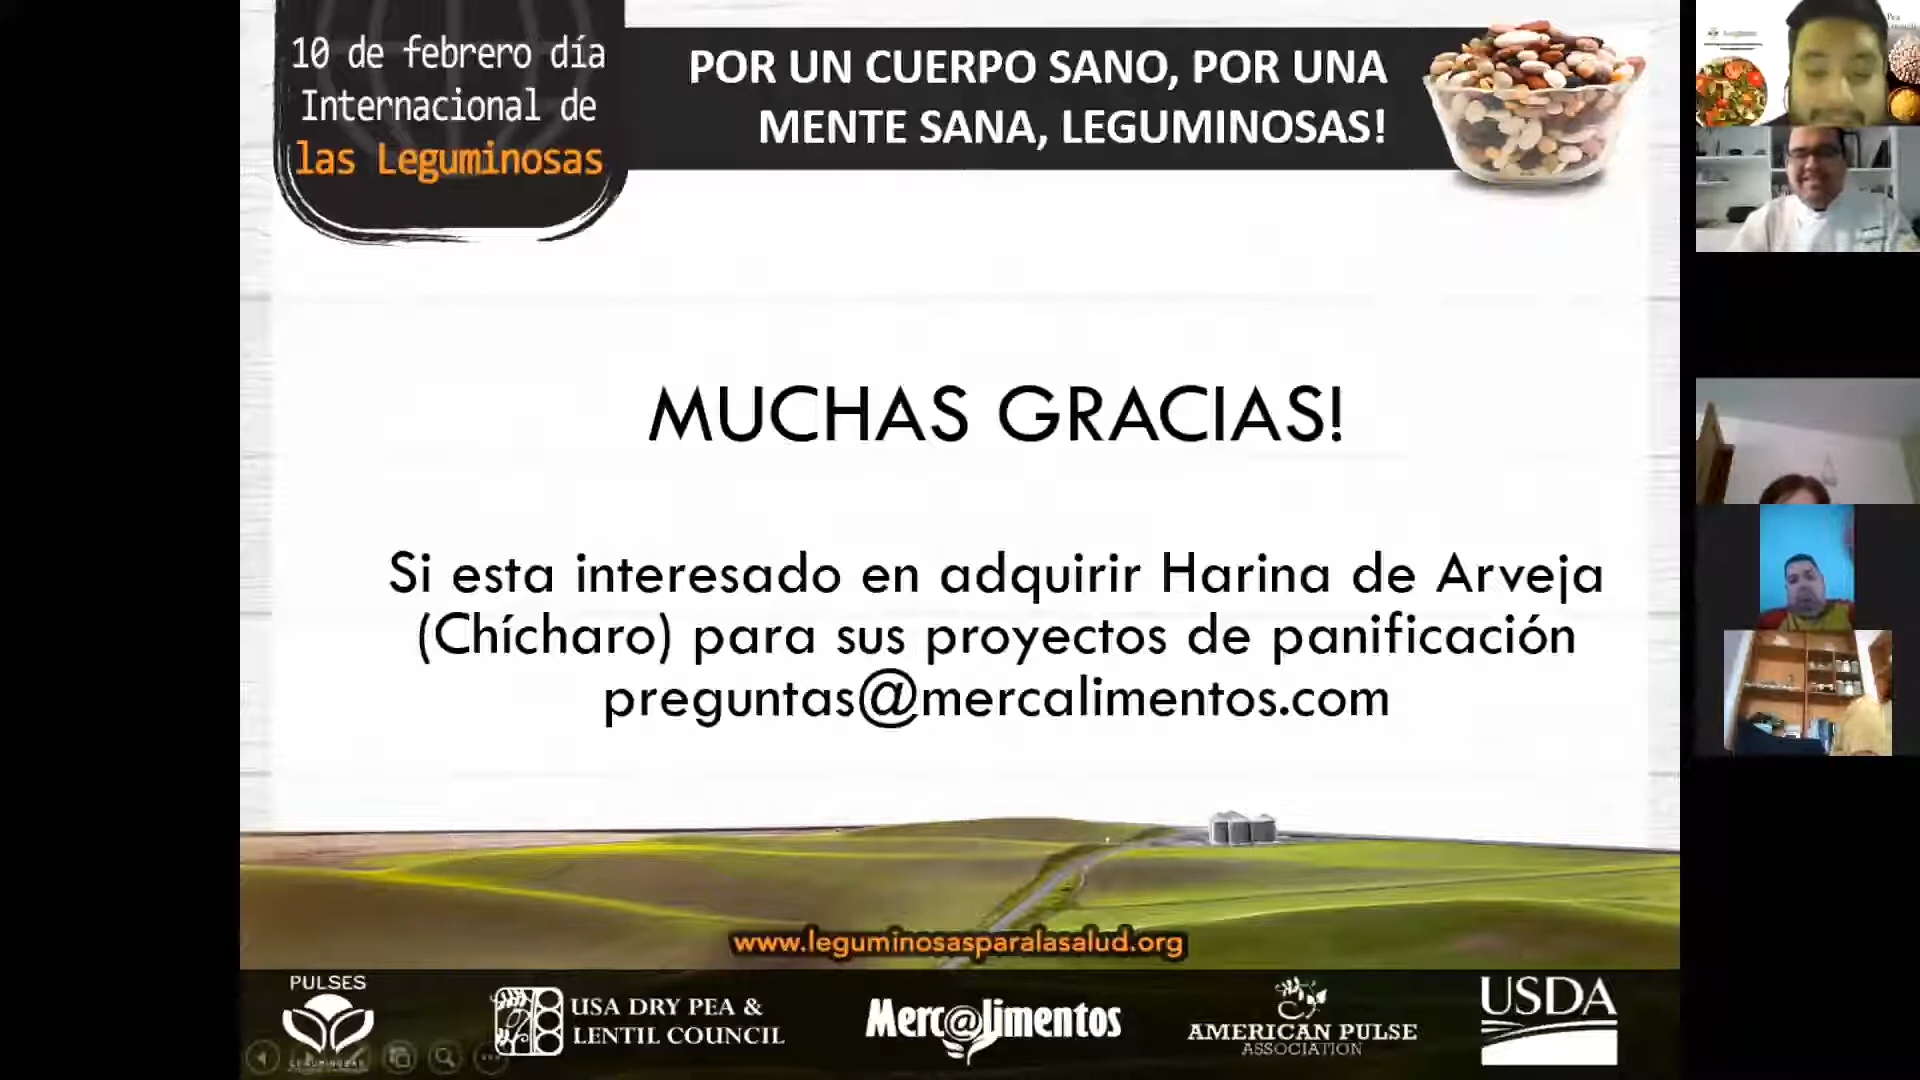 10 de febrero día
Internacional de
las Leguminosas
POR UN CUERPO SANO, POR UNA
MENTE SANA, LEGUMINOSAS!
MUCHAS GRACIAS!
Si esta interesado en adquirir Harina de Arveja
(Chícharo) para sus proyectos de panificación
preguntas@mercalimentos.com
www.leguminosasparalasalud.org
PULSES
LEGUMINOSAS
USA DRY PEA &
LENTIL COUNCIL
Merc@limentos
AMERICAN PULSE
ASSOCIATION
USDA